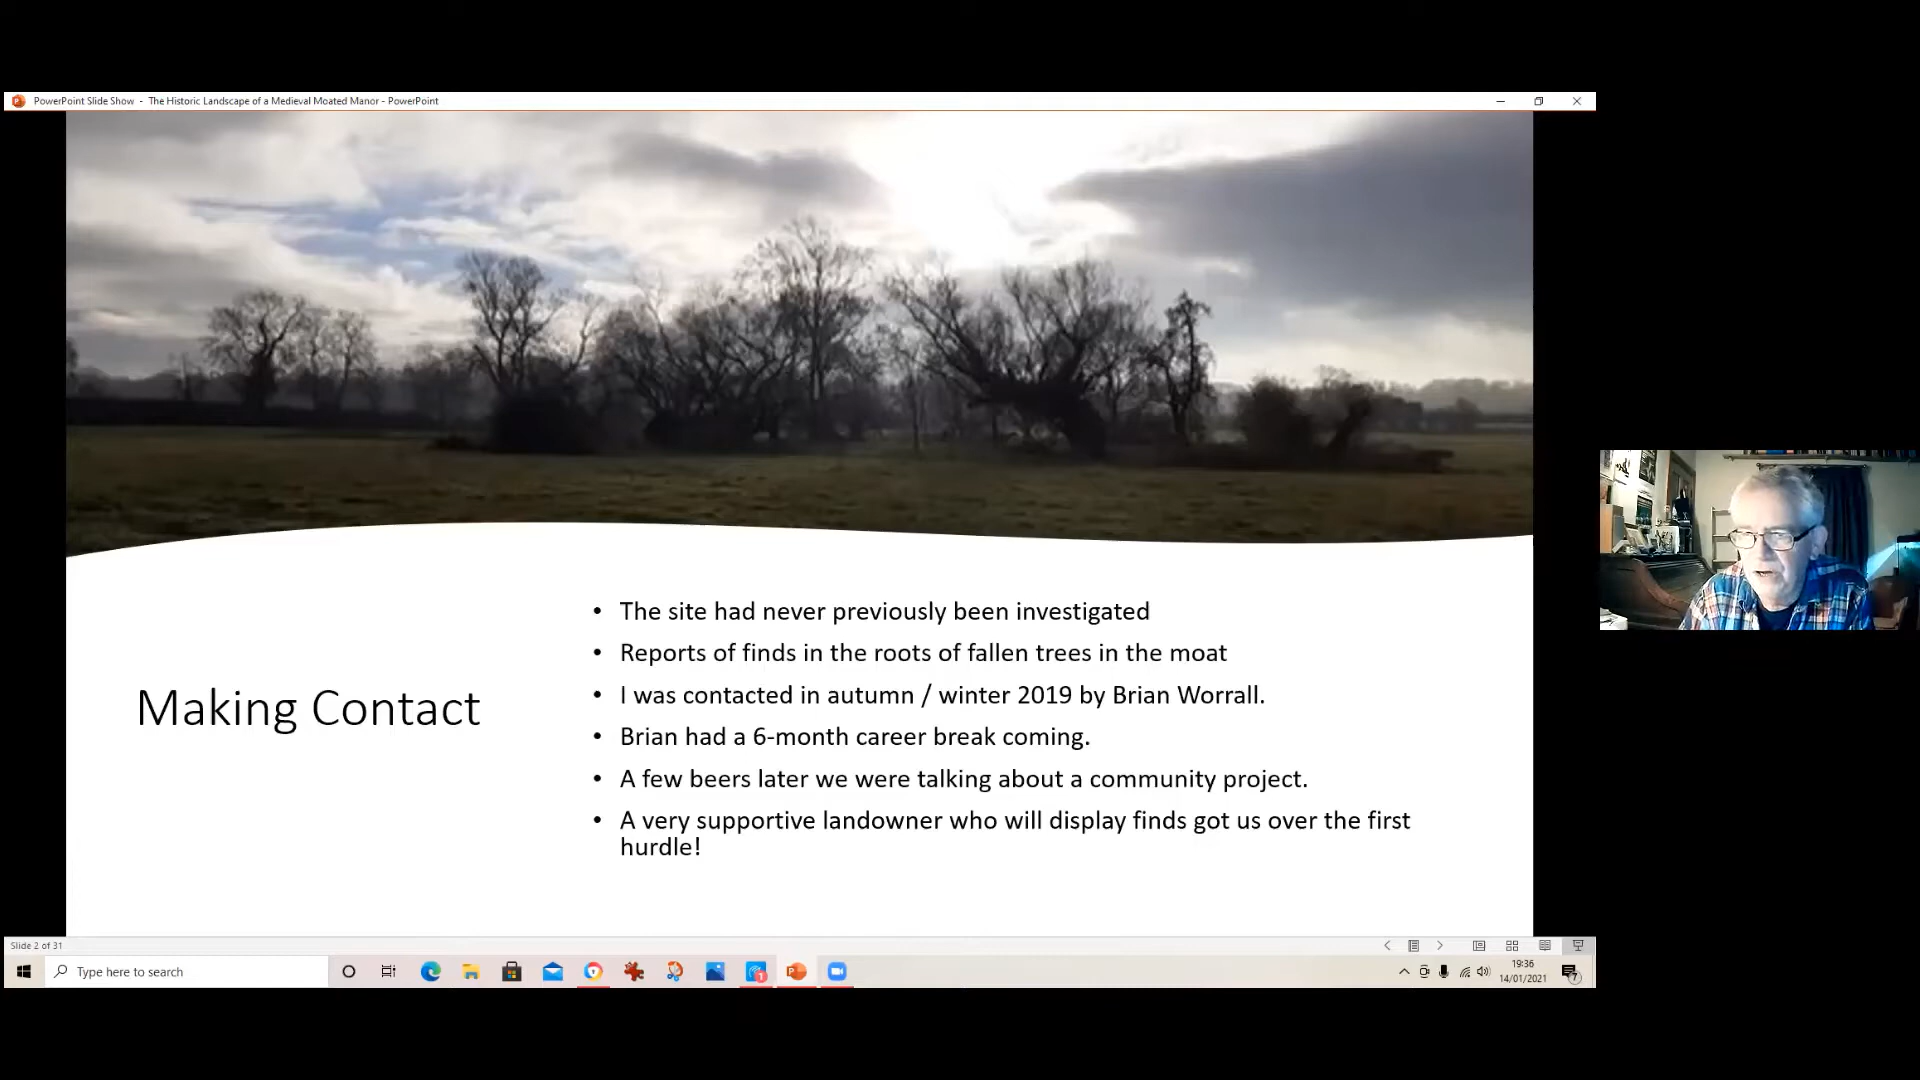 PowerPoint Slide Show - The Historic Landscape of a Medieval Moated Manor - PowerPoint
Making Contact
• The site had never previously been investigated
• Reports of finds in the roots of fallen trees in the moat
• I was contacted in autumn / winter 2019 by Brian Worrall.
• Brian had a 6-month career break coming.
• A few beers later we were talking about a community project.
• A very supportive landowner who will display finds got us over the first
hurdle!
Slide 2 of 31
Type here to search
1
19:36
14/01/2021
7